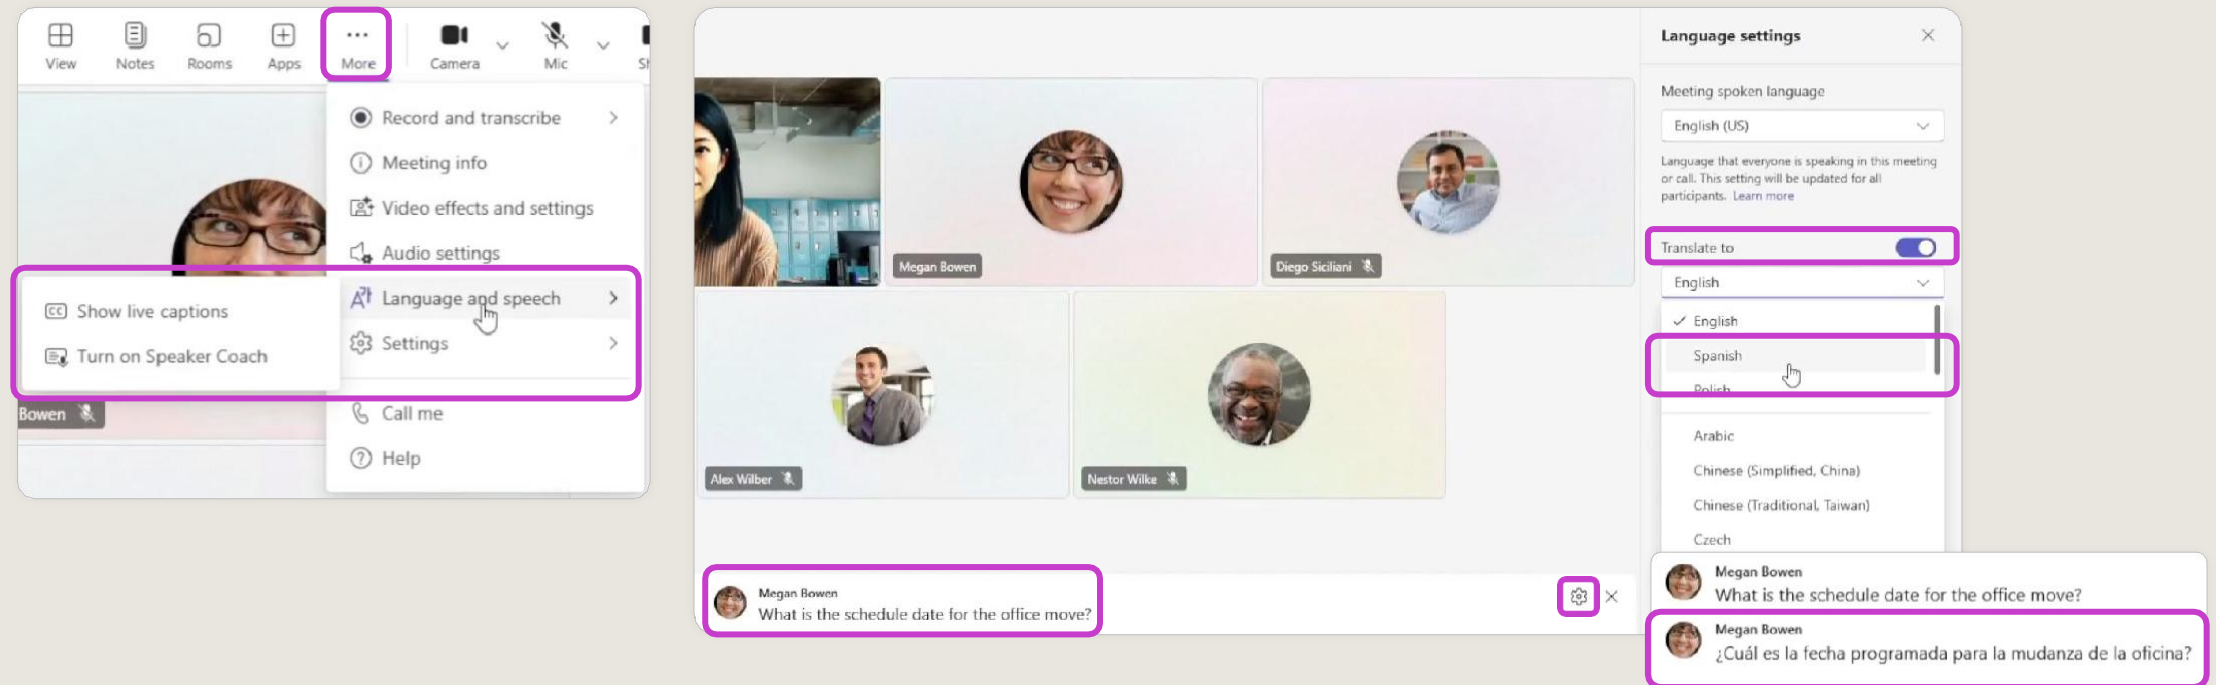 View
Notes
Rooms
Apps
More
Camera
Mic
Record and transcribe
Meeting info
Video effects and settings
Audio settings
Language and speech
Settings
Call me
Help
Show live captions
Turn on Speaker Coach
Bowen
Megan Bowen
Diego Siciliani
Alex Wilber
Nestor Wilke
Megan Bowen
What is the schedule date for the office move?
Language settings
Meeting spoken language
English (US)
Language that everyone is speaking in this meeting
or call. This setting will be updated for all
participants. Learn more
Translate to
English
English
Spanish
Polish
Arabic
Chinese (Simplified, China)
Chinese (Traditional, Taiwan)
Czech
Megan Bowen
What is the schedule date for the office move?
Megan Bowen
¿Cuál es la fecha programada para la mudanza de la oficina?